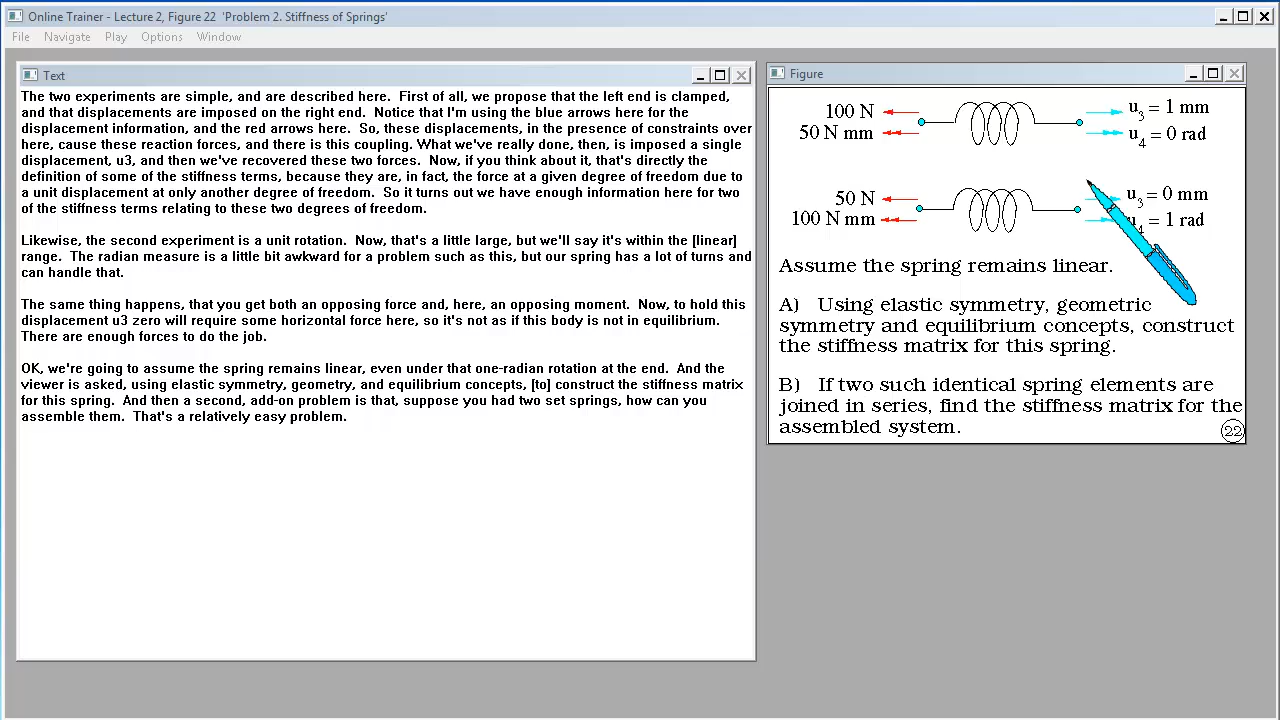 Online Trainer - Lecture 2, Figure 22 'Problem 2. Stiffness of Springs'
File Navigate Play Options Window
Text
The two experiments are simple, and are described here. First of all, we propose that the left end is clamped,
and that displacements are imposed on the right end. Notice that I'm using the blue arrows here for the
displacement information, and the red arrows here. So, these displacements, in the presence of constraints over
here, cause these reaction forces, and there is this coupling. What we've really done, then, is imposed a single
displacement, u3, and then we've recovered these two forces. Now, if you think about it, that's directly the
definition of some of the stiffness terms, because they are, in fact, the force at a given degree of freedom due to
a unit displacement at only another degree of freedom. So it turns out we have enough information here for two
of the stiffness terms relating to these two degrees of freedom.
Likewise, the second experiment is a unit rotation. Now, that's a little large, but we'll say it's within the [linear]
range. The radian measure is a little bit awkward for a problem such as this, but our spring has a lot of turns and
can handle that.
The same thing happens, that you get both an opposing force and, here, an opposing moment. Now, to hold this
displacement u3 zero will require some horizontal force here, so it's not as if this body is not in equilibrium.
There are enough forces to do the job.
OK, we're going to assume the spring remains linear, even under that one-radian rotation at the end. And the
viewer is asked, using elastic symmetry, geometry, and equilibrium concepts, [to] construct the stiffness matrix
for this spring. And then a second, add-on problem is that, suppose you had two set springs, how can you
assemble them. That's a relatively easy problem.
Figure
100 N u3 = 1 mm
50 N mm u4 = 0 rad
50 N u3 = 0 mm
100 N mm u4 = 1 rad
Assume the spring remains linear.
A) Using elastic symmetry, geometric
symmetry and equilibrium concepts, construct
the stiffness matrix for this spring.
B) If two such identical spring elements are
joined in series, find the stiffness matrix for the
assembled system.
22